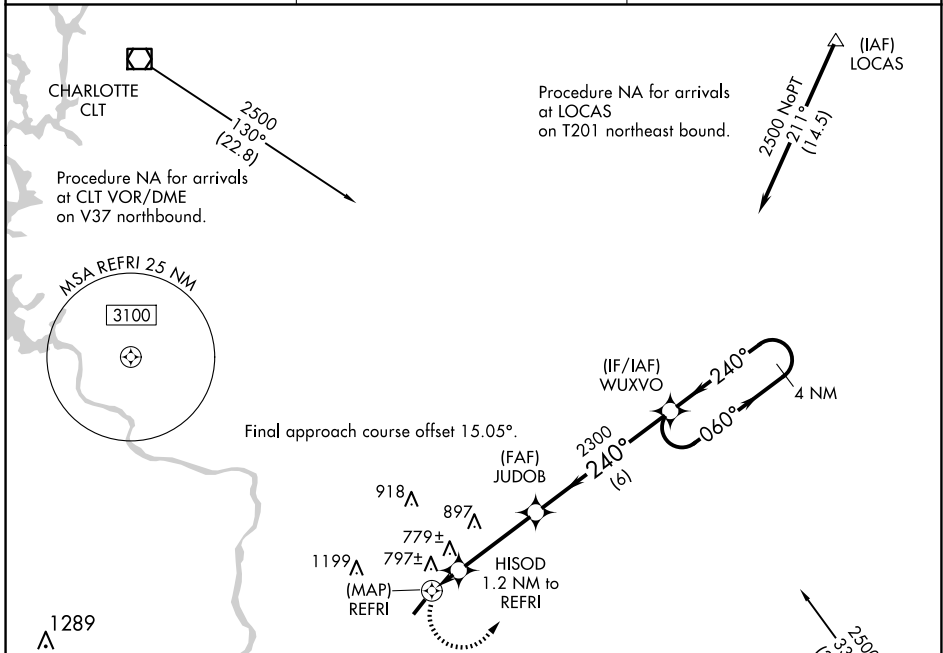 CHARLOTTE
CLT
2500
130°
(22.8)
Procedure NA for arrivals
at CLT VOR/DME
on V37 northbound.
Procedure NA for arrivals
at LOCAS
on T201 northeast bound.
(IAF)
LOCAS
2500 NoPT
211°
(14.5)
MSA REFRI 25 NM
3100
(IF/IAF)
WUXVO
240°
060°
4 NM
Final approach course offset 15.05°.
2300
240°
(6)
(FAF)
JUDOB
918
897
779±
797±
1199
HISOD
1.2 NM to
REFRI
(MAP)
REFRI
1289
2500